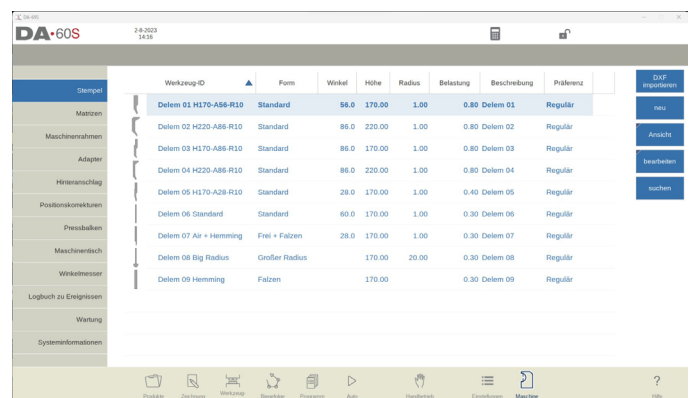 DA-60S
DA•60S
2-8-2023
14:16
Stempel
Matrizen
Maschinenrahmen
Adapter
Hinteranschlag
Positionskorrekturen
Pressbalken
Maschinentisch
Winkelmesser
Logbuch zu Ereignissen
Wartung
Systeminformationen
Werkzeug-ID Form Winkel Höhe Radius Belastung Beschreibung Präferenz
Delem 01 H170-A56-R10 Standard 56.0 170.00 1.00 0.80 Delem 01 Regulär
Delem 02 H220-A86-R10 Standard 86.0 220.00 1.00 0.80 Delem 02 Regulär
Delem 03 H170-A86-R10 Standard 86.0 170.00 1.00 0.80 Delem 03 Regulär
Delem 04 H220-A86-R10 Standard 86.0 220.00 1.00 0.80 Delem 04 Regulär
Delem 05 H170-A28-R10 Standard 28.0 170.00 1.00 0.40 Delem 05 Regulär
Delem 06 Standard Standard 60.0 170.00 1.00 0.30 Delem 06 Regulär
Delem 07 Air + Hemming Frei + Falzen 28.0 170.00 1.00 0.30 Delem 07 Regulär
Delem 08 Big Radius Großer Radius 170.00 20.00 0.30 Delem 08 Regulär
Delem 09 Hemming Falzen 170.00 0.30 Delem 09 Regulär
DXF
importieren
neu
Ansicht
bearbeiten
suchen
Produkte Zeichnung Werkzeug- Biegefolge Programm Auto Handbetrieb Einstellungen Maschine Hilfe